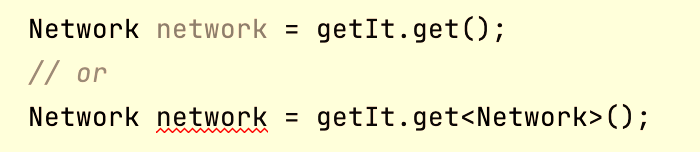 Network network = getIt.get();
// or
Network network = getIt.get<Network>();